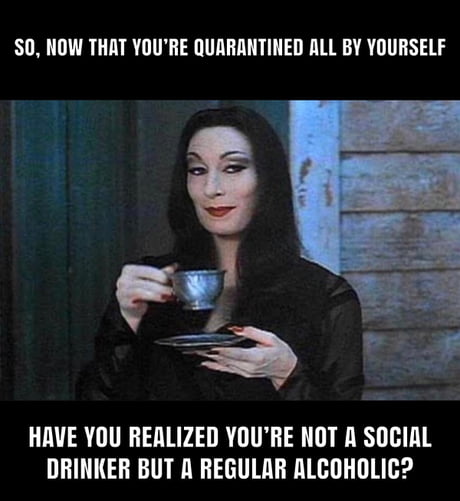 SO, NOW THAT YOU'RE QUARANTINED ALL BY YOURSELF
HAVE YOU REALIZED YOU'RE NOT A SOCIAL
DRINKER BUT A REGULAR ALCOHOLIC?